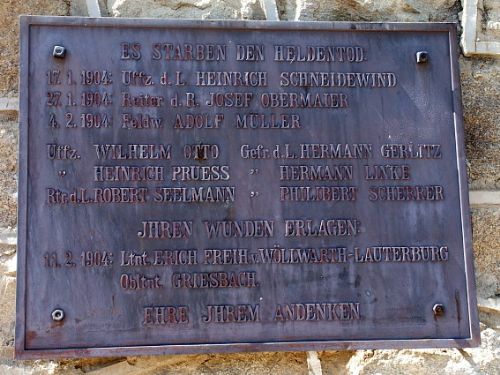 ES STARBEN DEN HELDENTOD:
17. 1. 1904: Uffz. d. L. HEINRICH SCHNEIDEWIND
27. 1. 1904: Reiter d. R. JOSEF OBERMAIER
4. 2. 1904: Feldw. ADOLF MÜLLER
Uffz. WILHELM OTTO Gefr. d. L. HERMANN GERLITZ
" HEINRICH PRUESS " HERMANN LINKE
Rtr. d. L. ROBERT SEELMANN " PHILIBERT SCHERRER
JHREN WUNDEN ERLAGEN:
11. 2. 1904: Ltnt. ERICH FREIH. v. WÖLLWARTH-LAUTERBURG
Obltnt. GRIESBACH.
EHRE JHREM ANDENKEN.